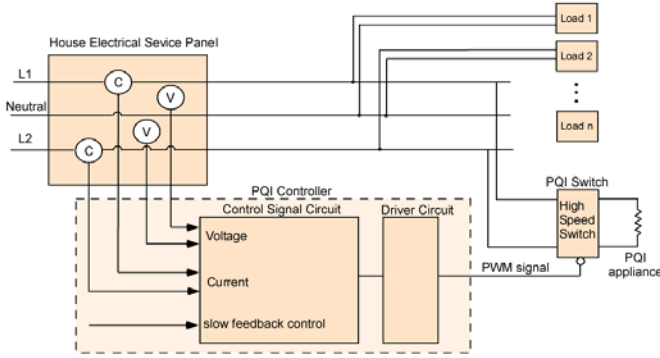 Load 1
House Electrical Sevice Panel
Load 2
L1
C
V
Neutral
V
L2
C
Load n
PQI Controller
PQI Switch
Control Signal Circuit
Driver Circuit
High
Speed
Switch
Voltage
PQI
appliance
PWM signal
Current
slow feedback control